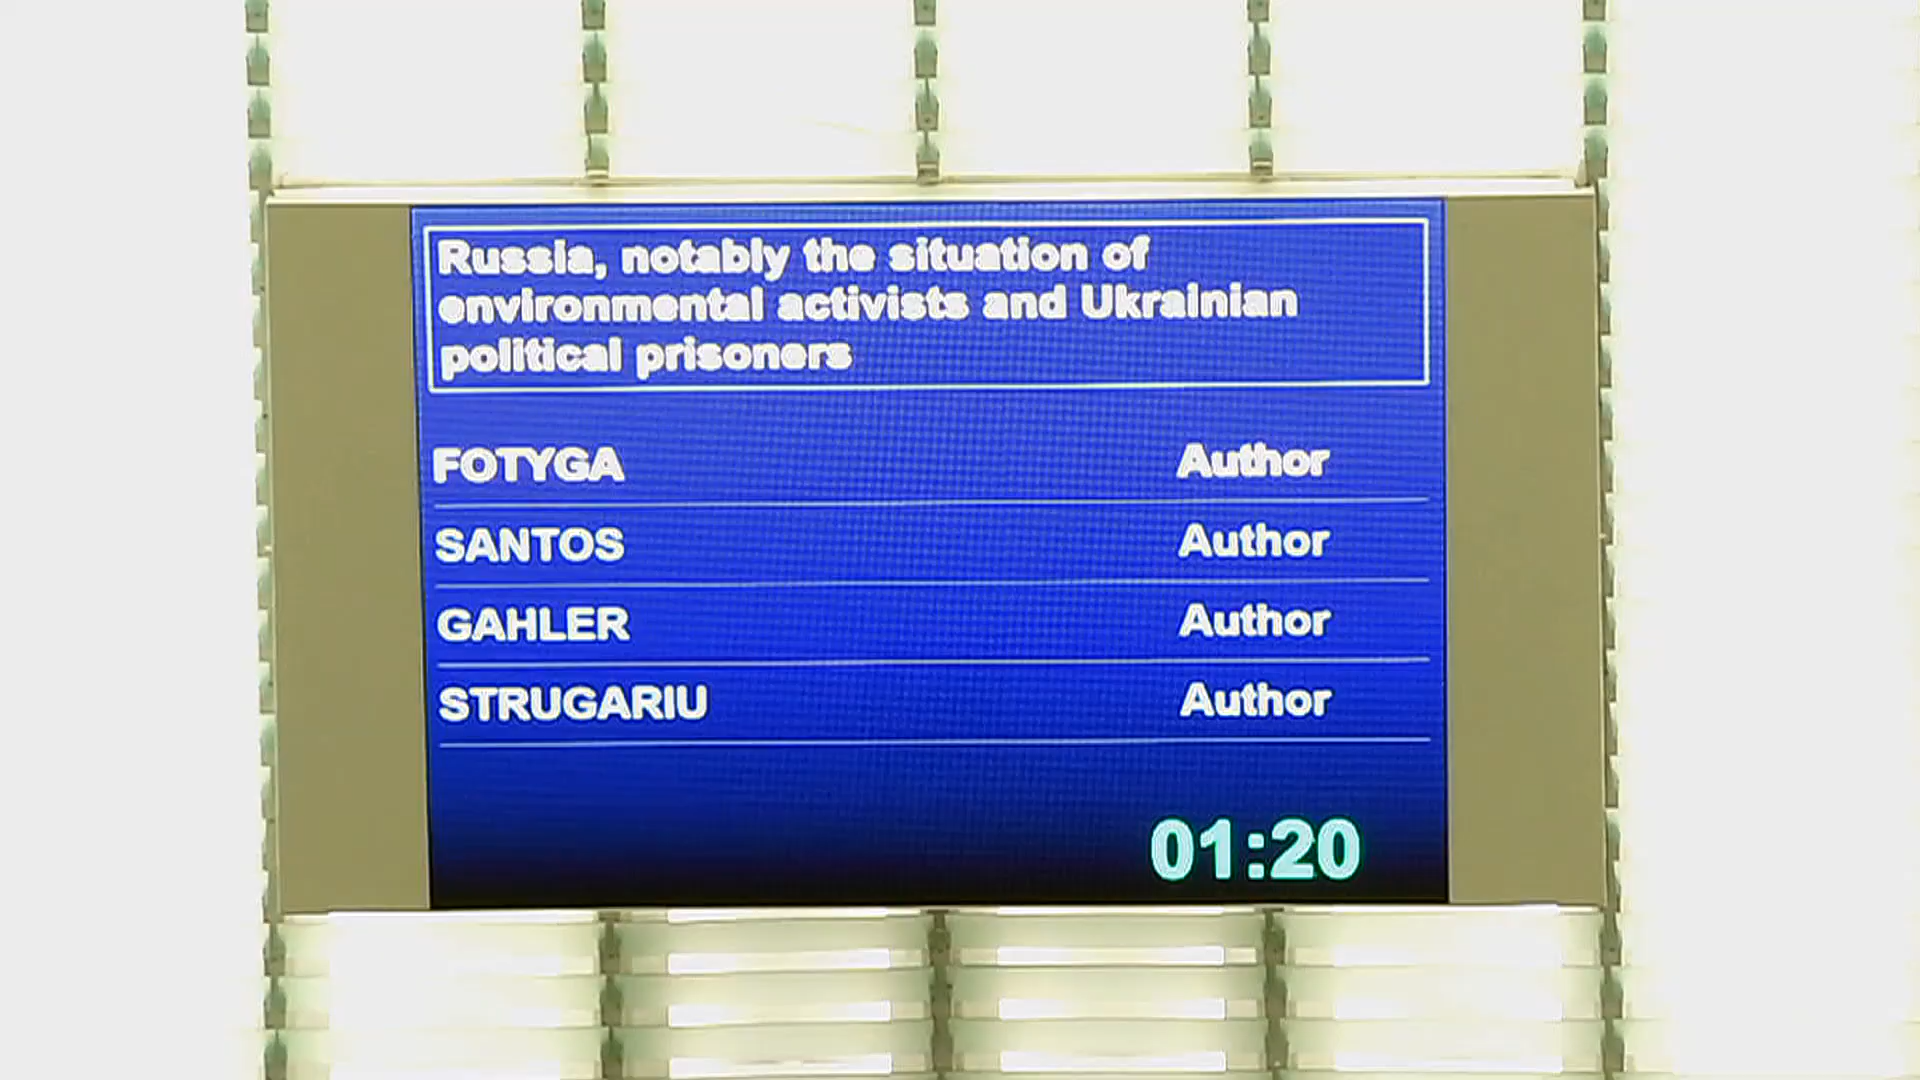 Russia, notably the situation of
environmental activists and Ukrainian
political prisoners
FOTYGA Author
SANTOS Author
GAHLER Author
STRUGARIU Author
01:20